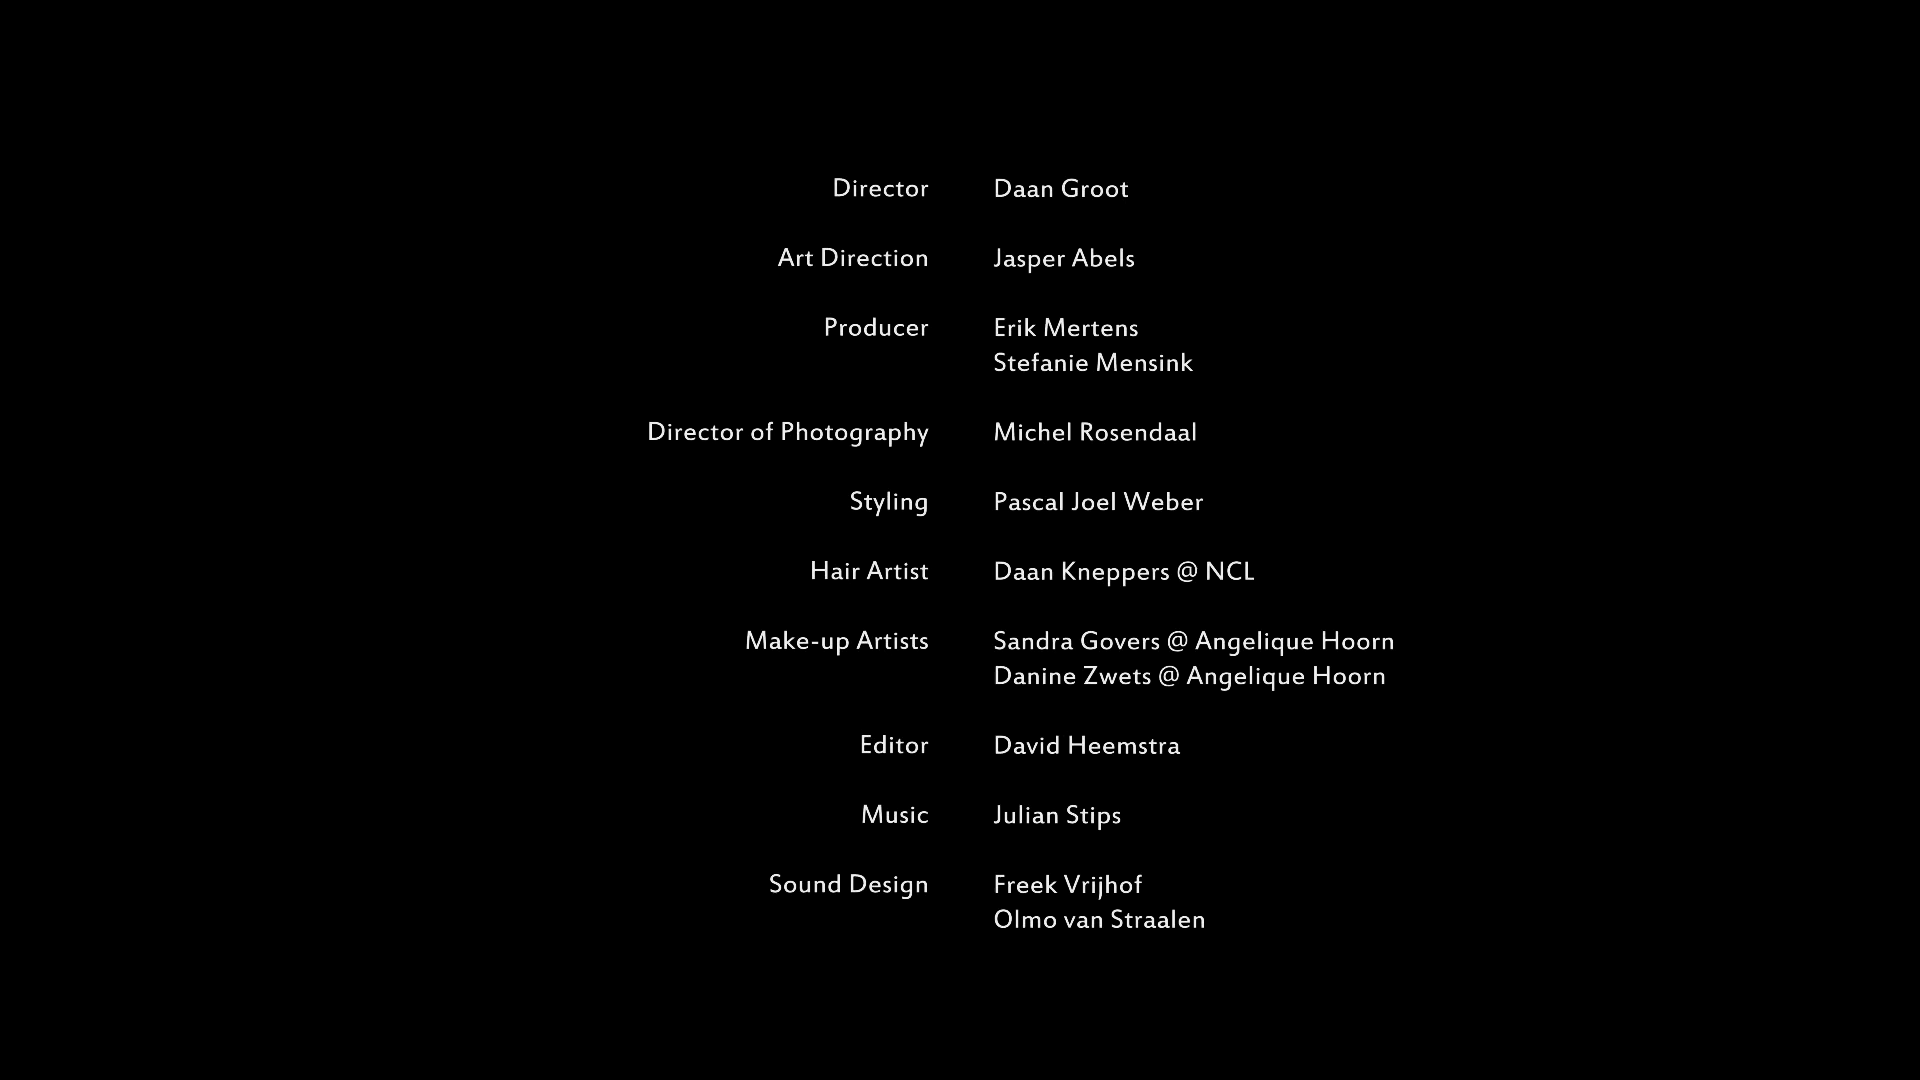 Director Daan Groot
Art Direction Jasper Abels
Producer Erik Mertens
Stefanie Mensink
Director of Photography Michel Rosendaal
Styling Pascal Joel Weber
Hair Artist Daan Kneppers @ NCL
Make-up Artists Sandra Govers @ Angelique Hoorn
Danine Zwets @ Angelique Hoorn
Editor David Heemstra
Music Julian Stips
Sound Design Freek Vrijhof
Olmo van Straalen